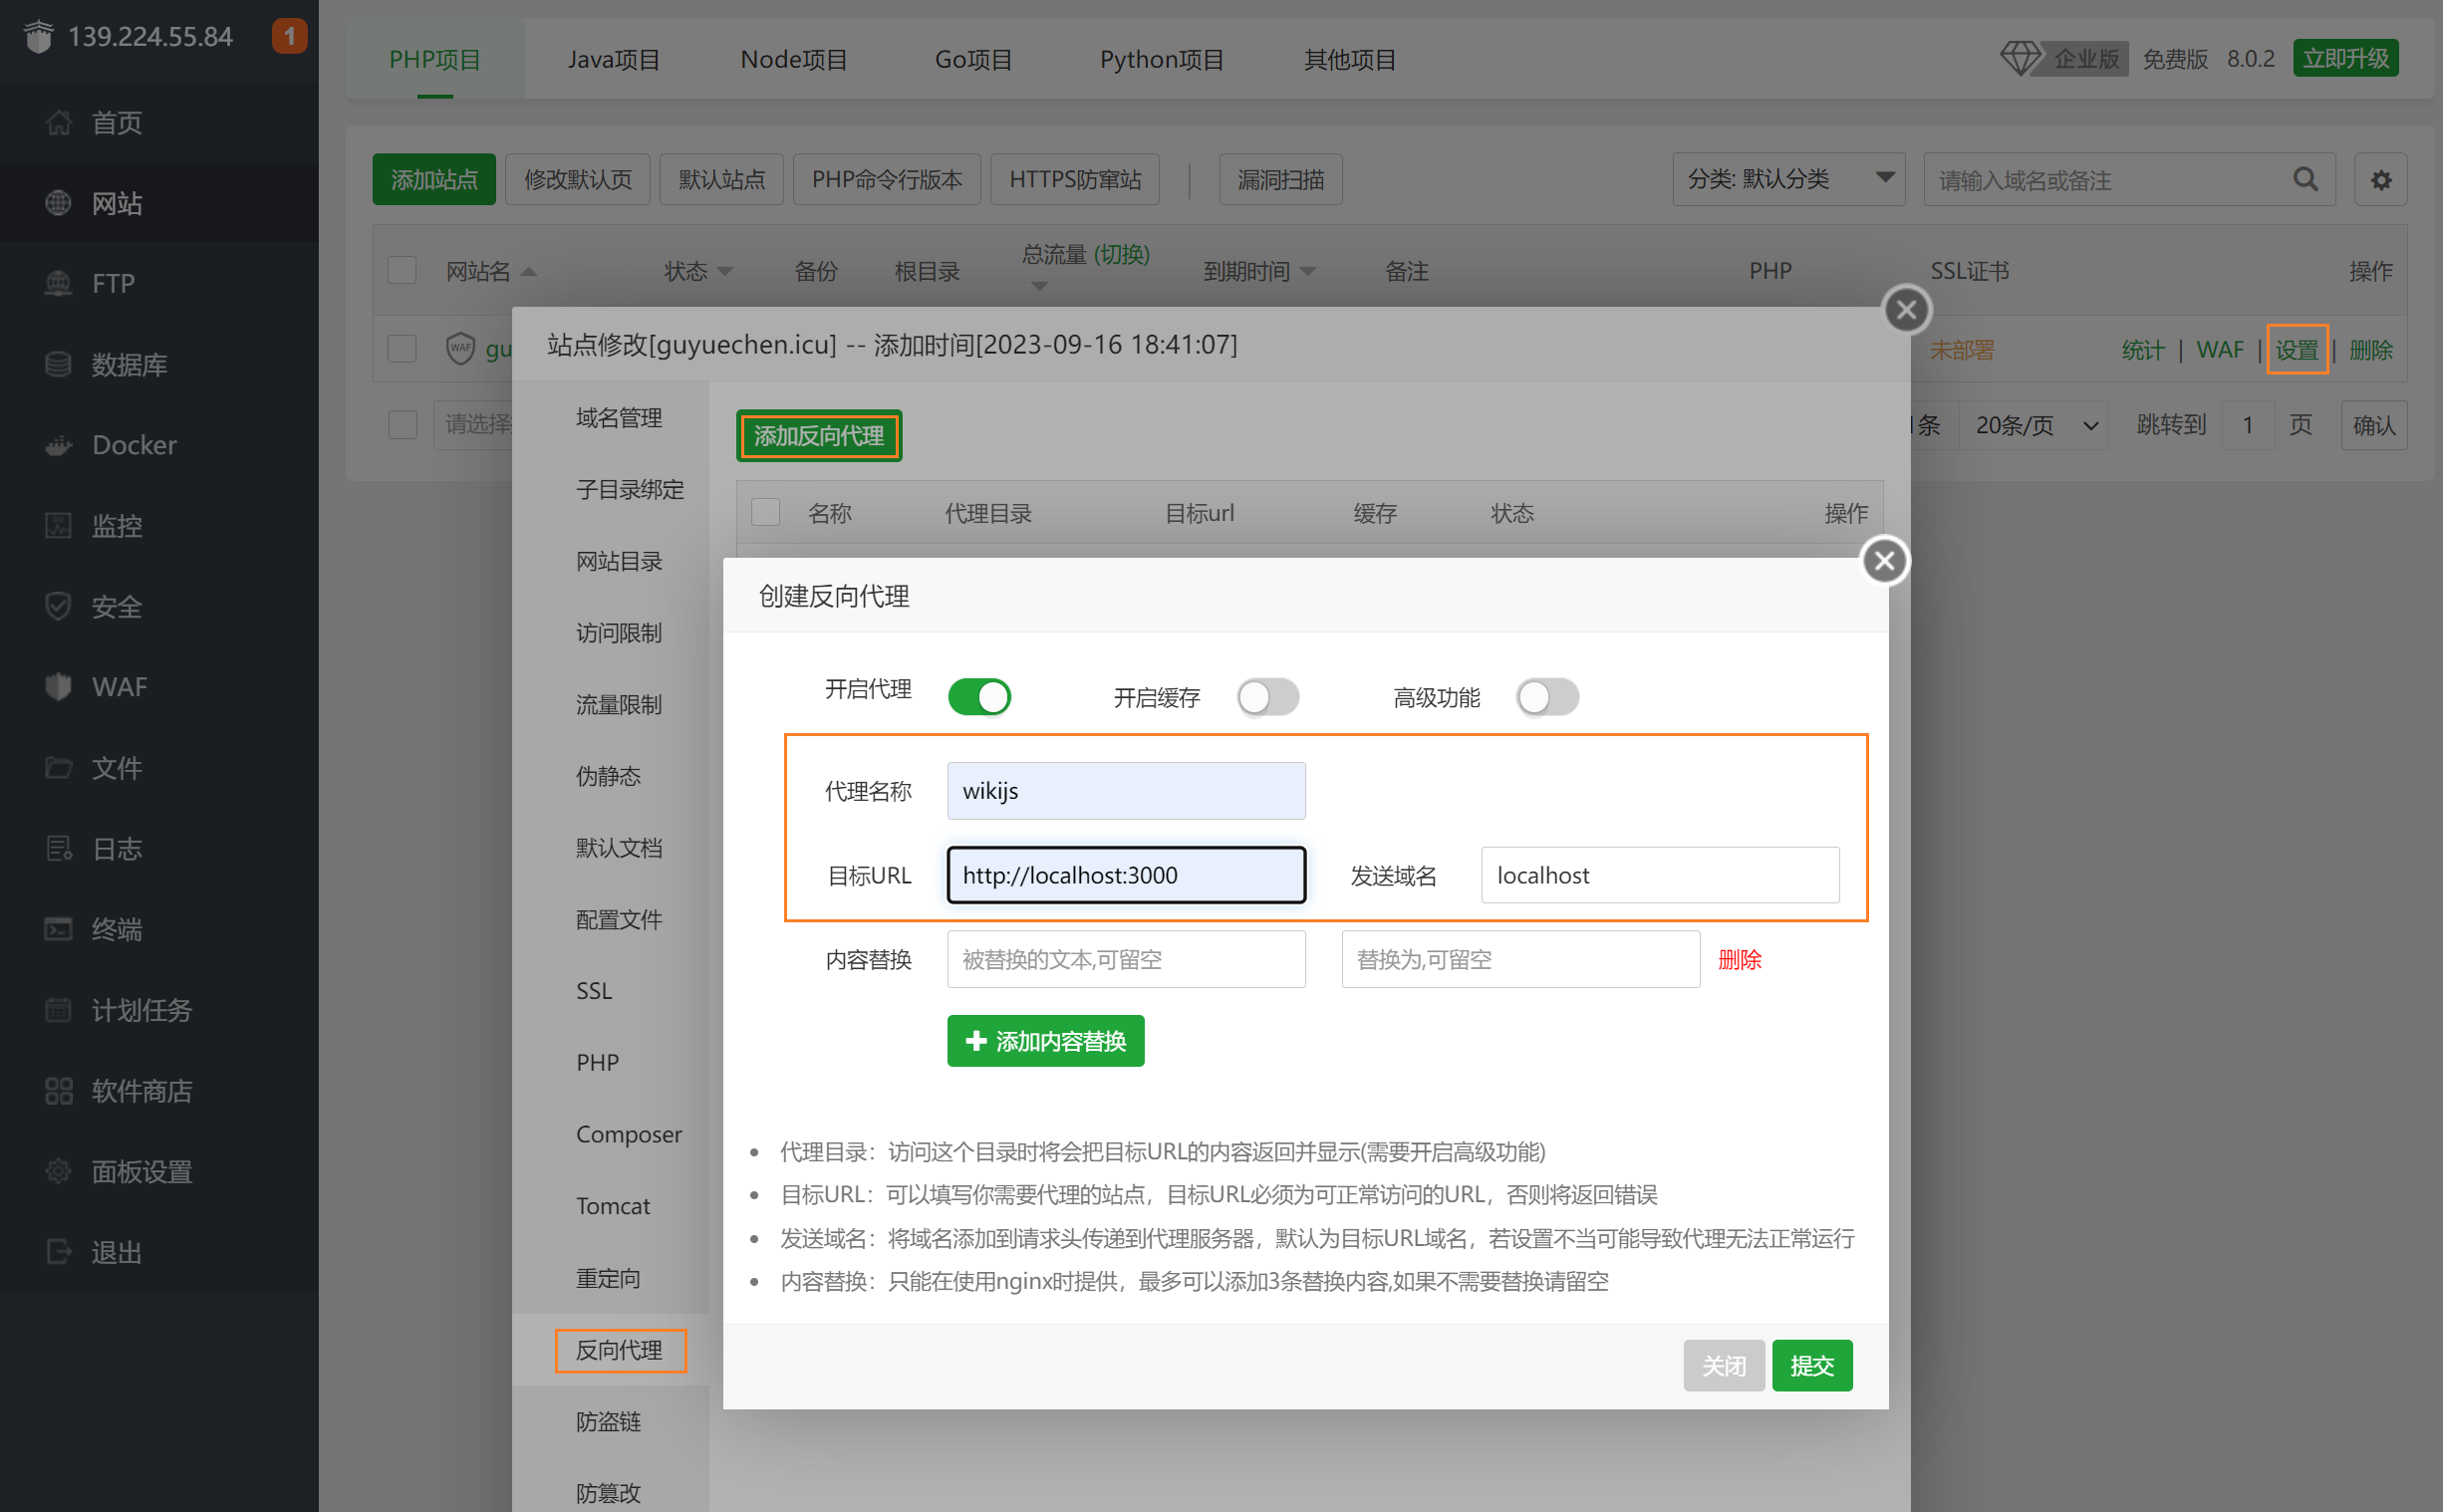 139.224.55.84
1
首页
网站
FTP
数据库
Docker
监控
安全
WAF
文件
日志
终端
计划任务
软件商店
面板设置
退出
PHP项目 Java项目 Node项目 Go项目 Python项目 其他项目
企业版 免费版 8.0.2 立即升级
添加站点 修改默认页 默认站点 PHP命令行版本 HTTPS防窜站 漏洞扫描
分类: 默认分类 请输入域名或备注
网站名 状态 备份 根目录 总流量 (切换) 到期时间 备注 PHP SSL证书 操作
WAF gu 未部署 统计 | WAF | 设置 | 删除
请选择 条 20条/页 跳转到 1 页 确认
站点修改[guyuechen.icu] -- 添加时间[2023-09-16 18:41:07]
域名管理
子目录绑定
网站目录
访问限制
流量限制
伪静态
默认文档
配置文件
SSL
PHP
Composer
Tomcat
重定向
反向代理
防盗链
防篡改
添加反向代理
名称 代理目录 目标url 缓存 状态 操作
创建反向代理
开启代理 开启缓存 高级功能
代理名称 wikijs
目标URL http://localhost:3000 发送域名 localhost
内容替换 被替换的文本,可留空 替换为,可留空 删除
添加内容替换
• 代理目录：访问这个目录时将会把目标URL的内容返回并显示(需要开启高级功能)
• 目标URL：可以填写你需要代理的站点，目标URL必须为可正常访问的URL，否则将返回错误
• 发送域名：将域名添加到请求头传递到代理服务器，默认为目标URL域名，若设置不当可能导致代理无法正常运行
• 内容替换：只能在使用nginx时提供，最多可以添加3条替换内容,如果不需要替换请留空
关闭 提交